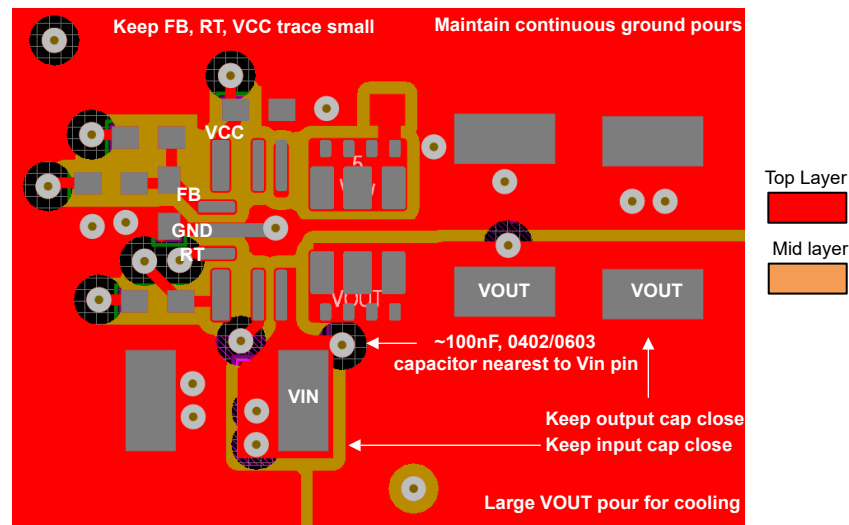 Keep FB, RT, VCC trace small
Maintain continuous ground pours
VCC
5
FB
GND
RT
VOUT
VOUT
VOUT
~100nF, 0402/0603
capacitor nearest to Vin pin
VIN
Keep output cap close
Keep input cap close
Large VOUT pour for cooling
Top Layer
Mid layer